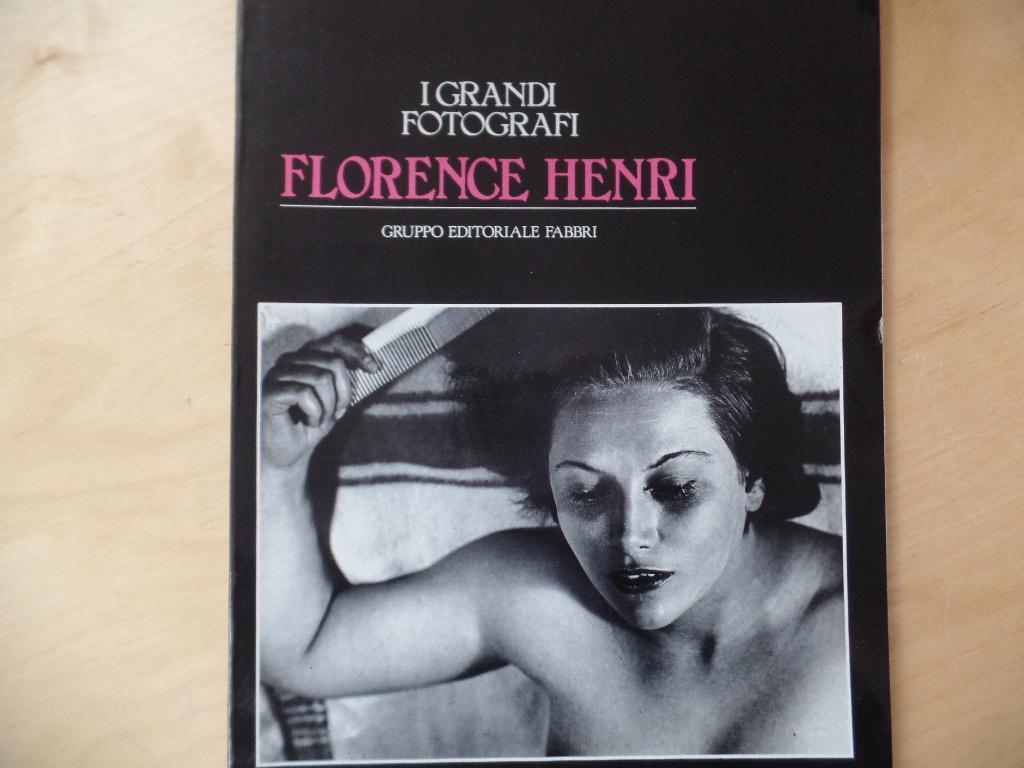 I GRANDI
FOTOGRAFI
FLORENCE HENRI
GRUPPO EDITORIALE FABBRI